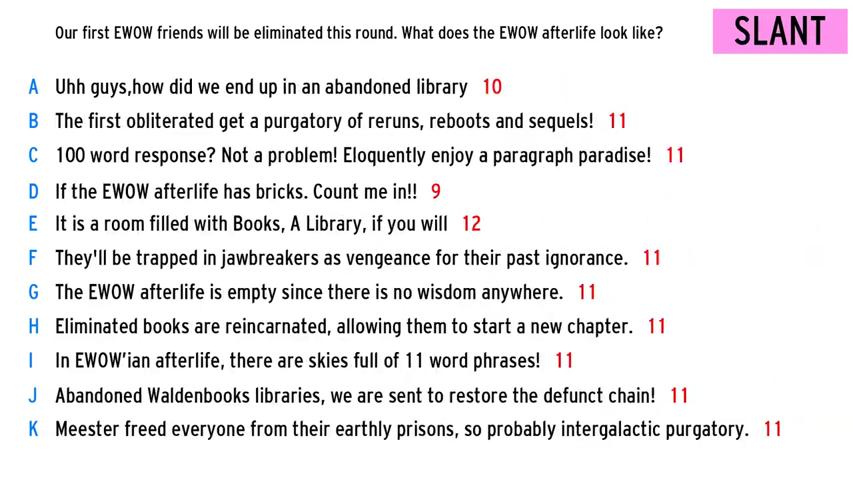 Our first EWOW friends will be eliminated this round. What does the EWOW afterlife look like?
SLANT
A Uhh guys,how did we end up in an abandoned library 10
B The first obliterated get a purgatory of reruns, reboots and sequels! 11
C 100 word response? Not a problem! Eloquently enjoy a paragraph paradise! 11
D If the EWOW afterlife has bricks. Count me in!! 9
E It is a room filled with Books, A Library, if you will 12
F They'll be trapped in jawbreakers as vengeance for their past ignorance. 11
G The EWOW afterlife is empty since there is no wisdom anywhere. 11
H Eliminated books are reincarnated, allowing them to start a new chapter. 11
I In EWOW’ian afterlife, there are skies full of 11 word phrases! 11
J Abandoned Waldenbooks libraries, we are sent to restore the defunct chain! 11
K Meester freed everyone from their earthly prisons, so probably intergalactic purgatory. 11